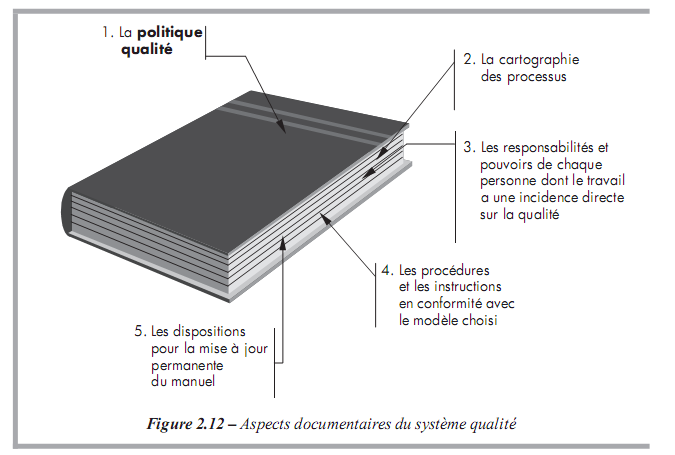 1. La politique
qualité
2. La cartographie
des processus
3. Les responsabilités et
pouvoirs de chaque
personne dont le travail
a une incidence directe
sur la qualité
4. Les procédures
et les instructions
en conformité avec
le modèle choisi
5. Les dispositions
pour la mise à jour
permanente
du manuel
Figure 2.12 – Aspects documentaires du système qualité